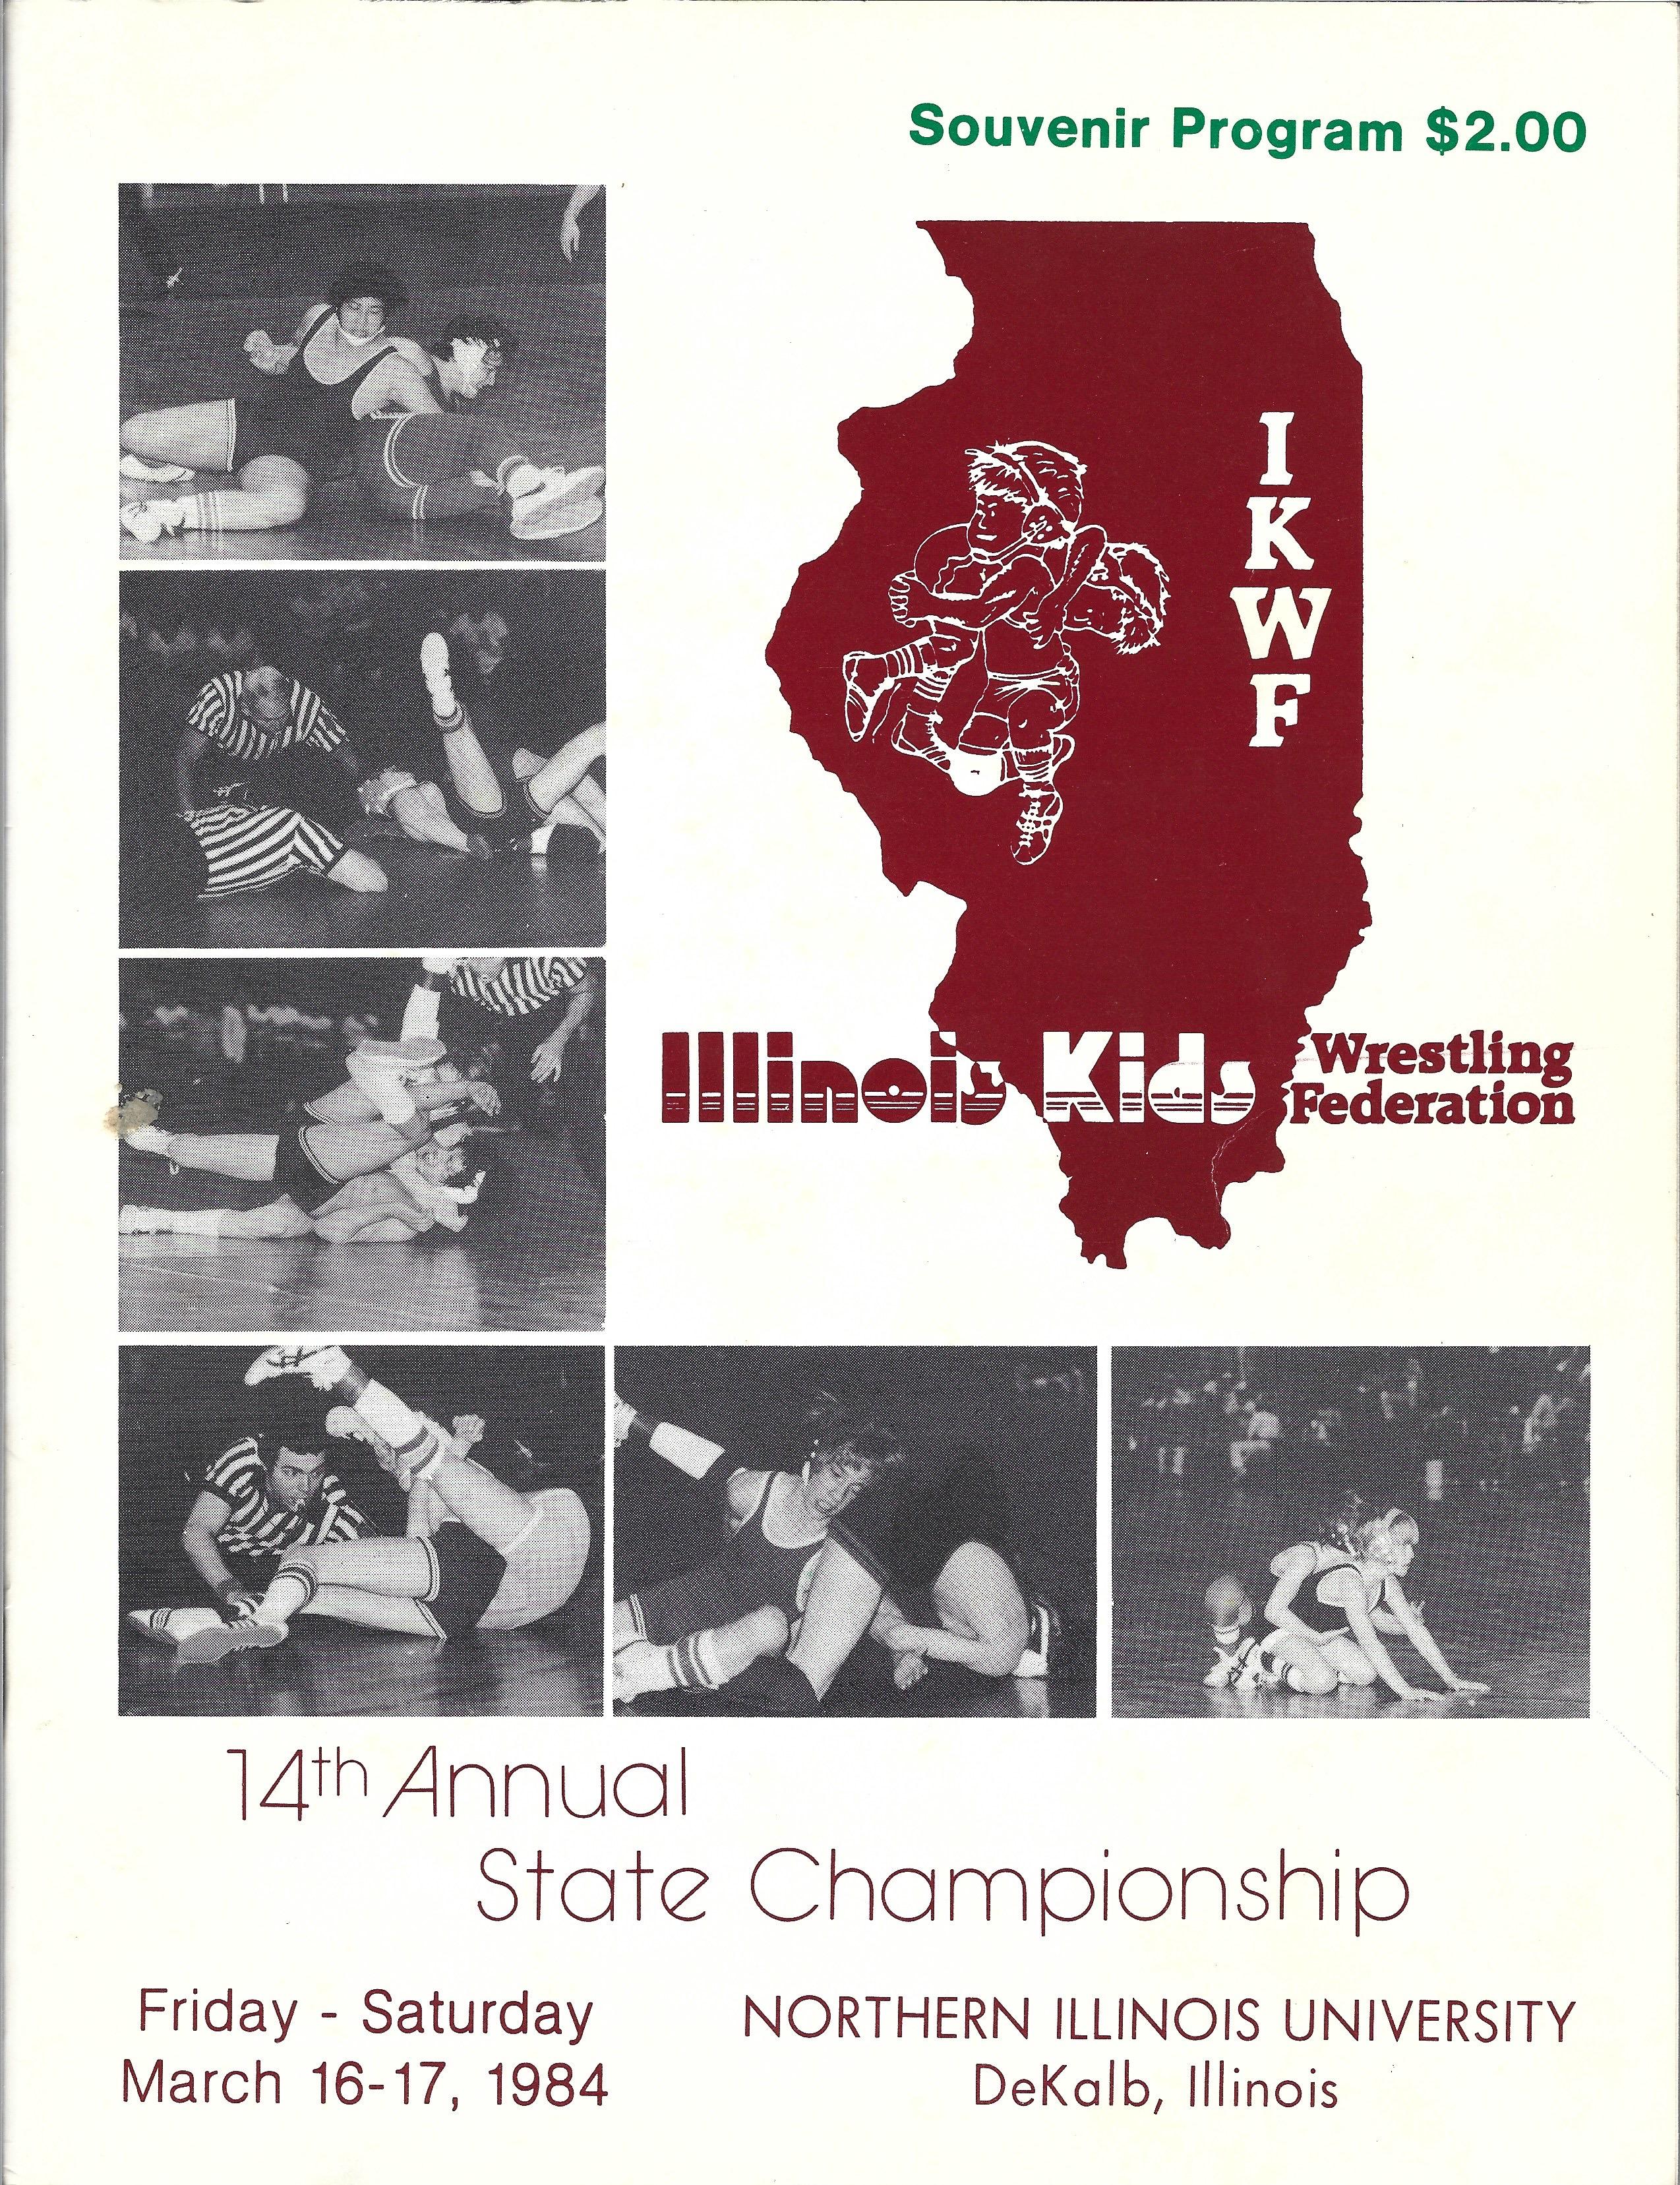 Souvenir Program $2.00
I
K
W
F
Illinois Kids Wrestling
Federation
14th Annual
State Championship
Friday - Saturday
March 16-17, 1984
NORTHERN ILLINOIS UNIVERSITY
DeKalb, Illinois